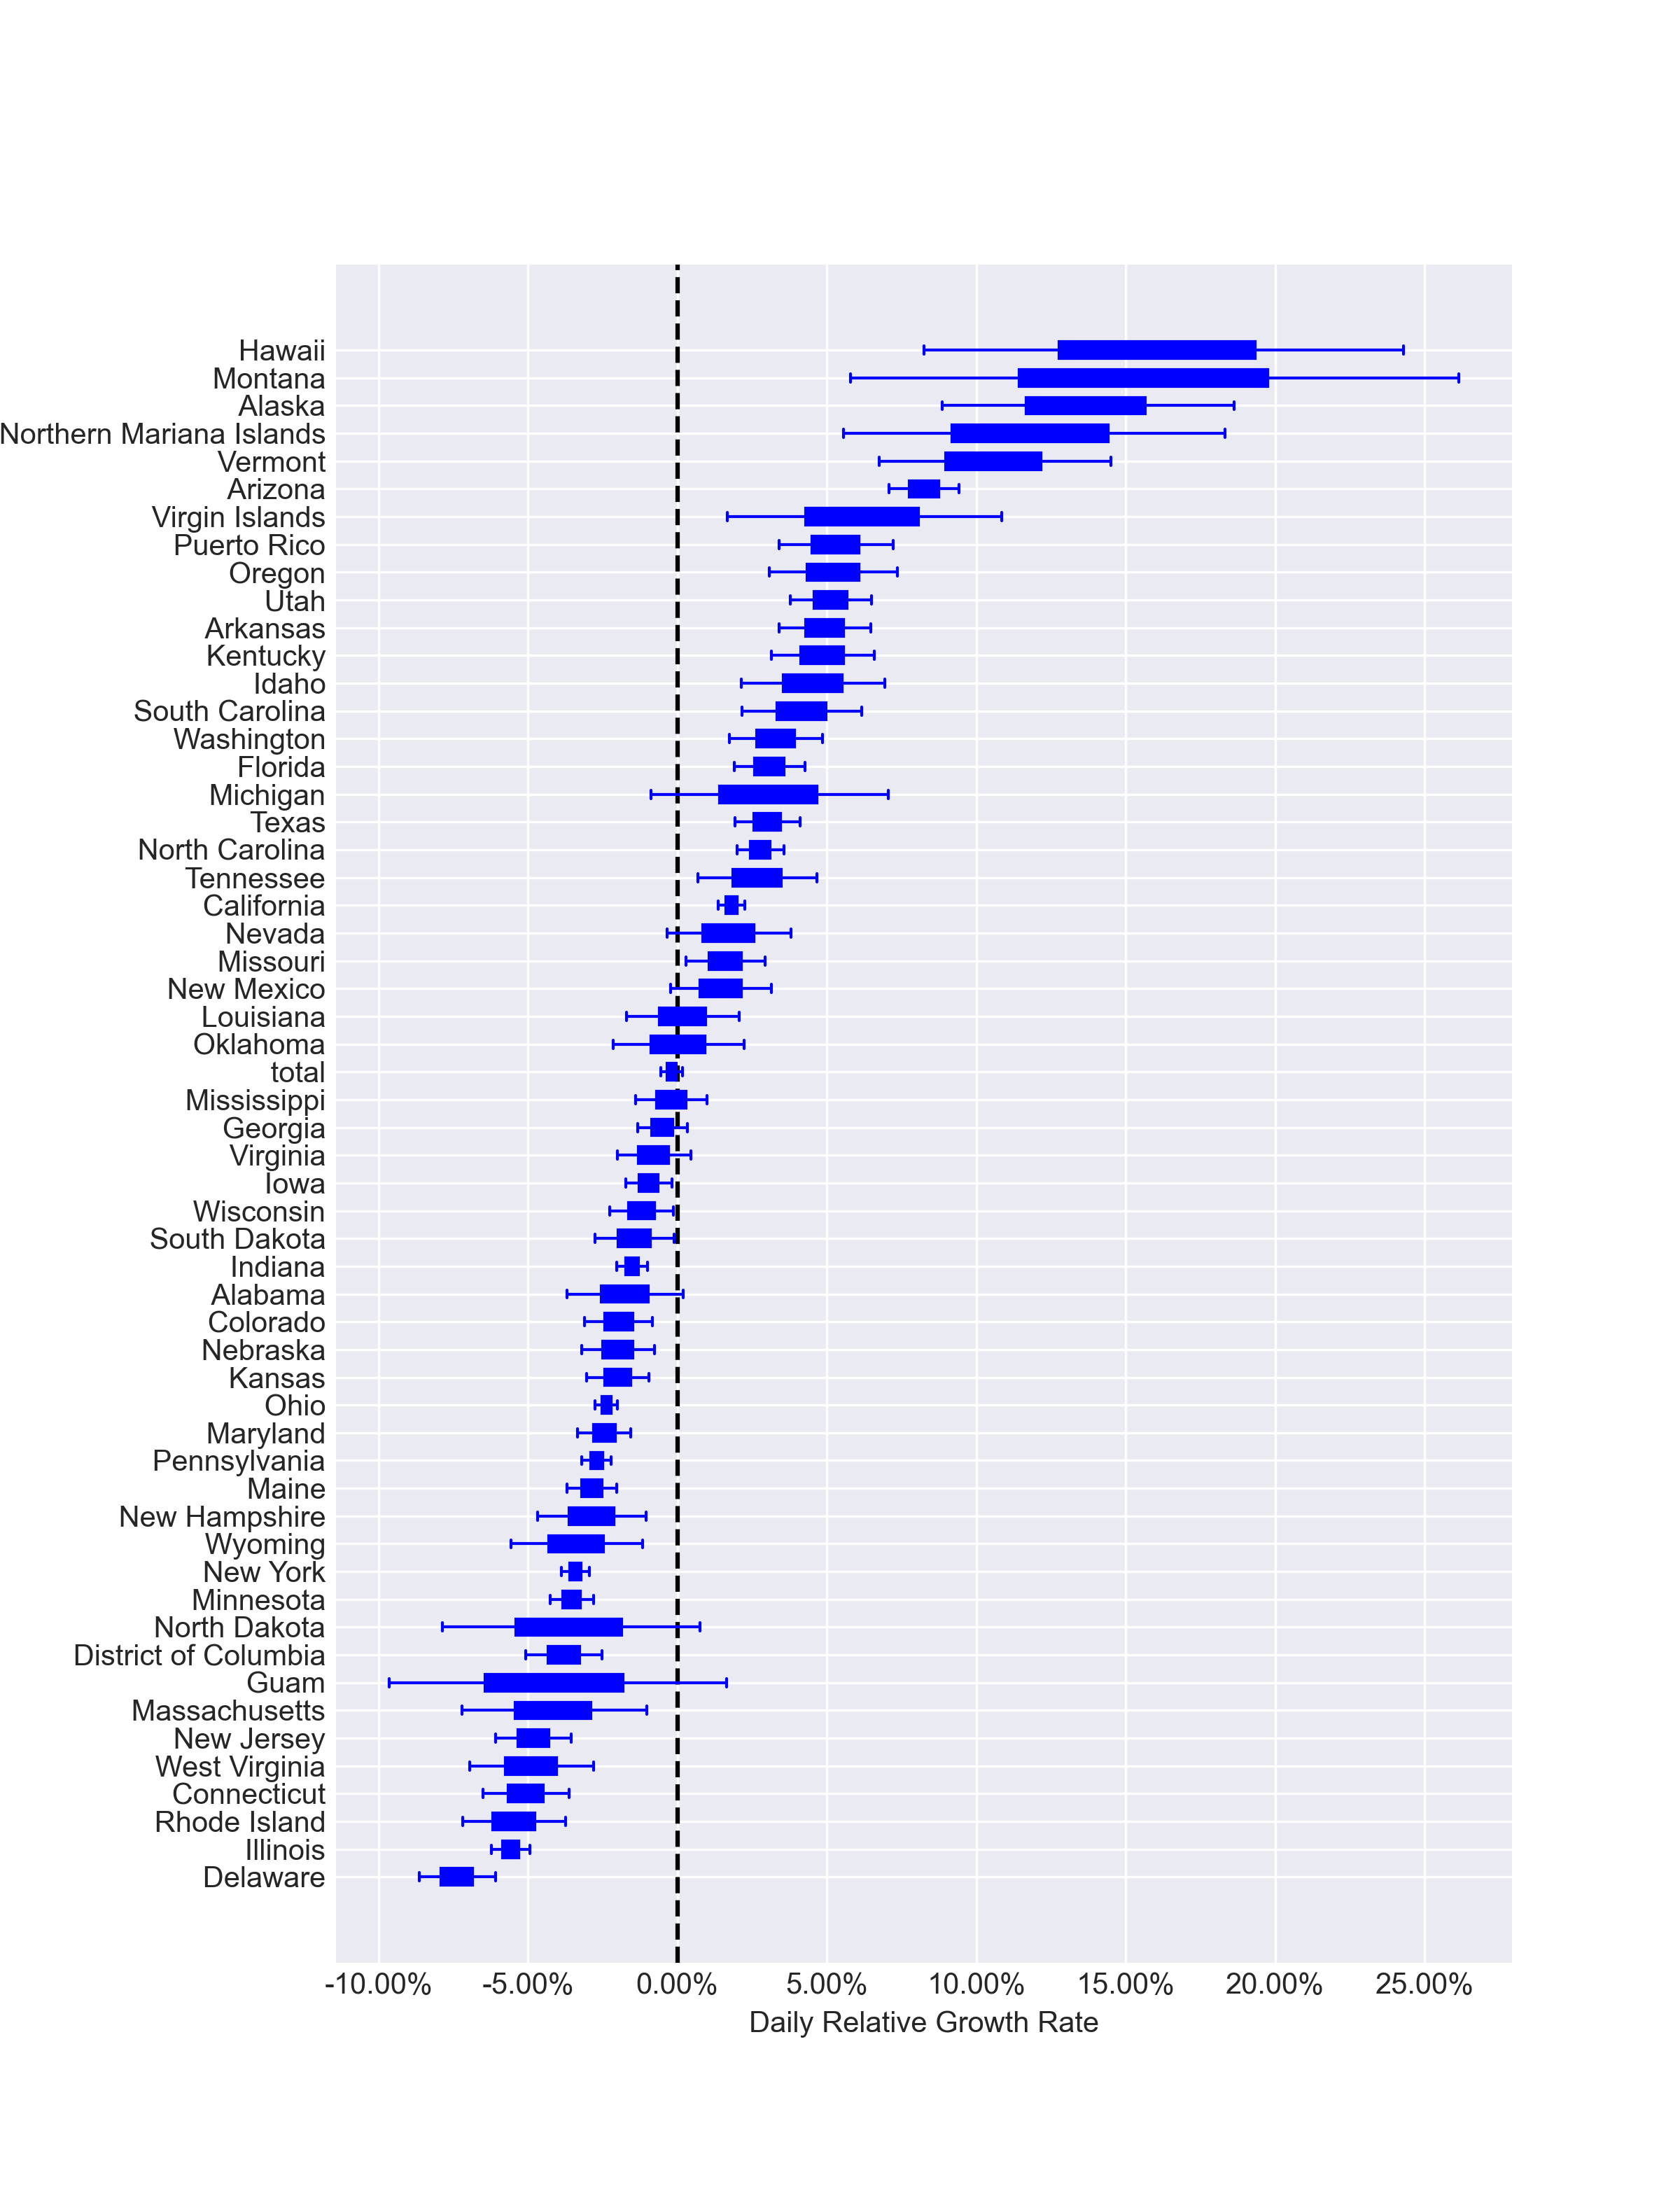 Hawaii
Montana
Alaska
Northern Mariana Islands
Vermont
Arizona
Virgin Islands
Puerto Rico
Oregon
Utah
Arkansas
Kentucky
Idaho
South Carolina
Washington
Florida
Michigan
Texas
North Carolina
Tennessee
California
Nevada
Missouri
New Mexico
Louisiana
Oklahoma
total
Mississippi
Georgia
Virginia
Iowa
Wisconsin
South Dakota
Indiana
Alabama
Colorado
Nebraska
Kansas
Ohio
Maryland
Pennsylvania
Maine
New Hampshire
Wyoming
New York
Minnesota
North Dakota
District of Columbia
Guam
Massachusetts
New Jersey
West Virginia
Connecticut
Rhode Island
Illinois
Delaware
-10.00% -5.00% 0.00% 5.00% 10.00% 15.00% 20.00% 25.00%
Daily Relative Growth Rate